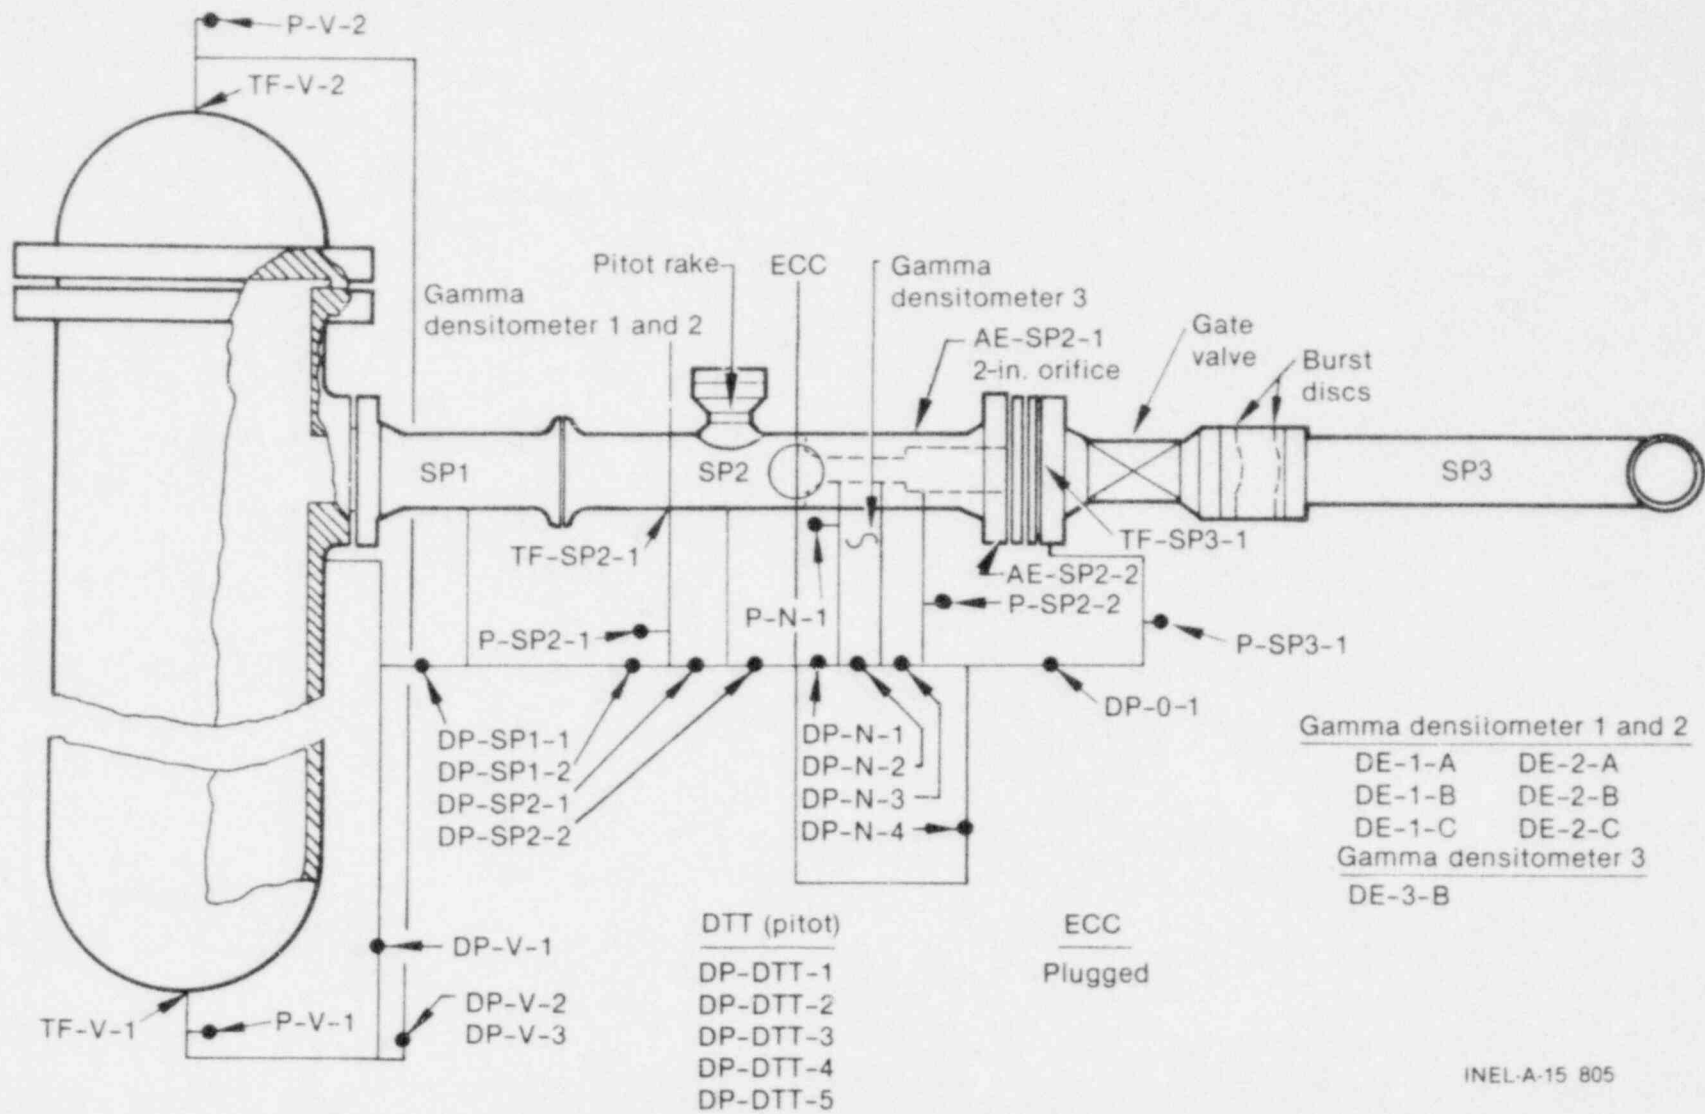 P-V-2
TF-V-2
Pitot rake
ECC
Gamma
densitometer 3
Gamma
densitometer 1 and 2
AE-SP2-1
2-in. orifice
Gate
valve
Burst
discs
SP1
SP2
SP3
TF-SP2-1
TF-SP3-1
AE-SP2-2
P-SP2-2
P-N-1
P-SP2-1
P-SP3-1
DP-O-1
DP-SP1-1
DP-SP1-2
DP-SP2-1
DP-SP2-2
DP-N-1
DP-N-2
DP-N-3
DP-N-4
Gamma densitometer 1 and 2
DE-1-A DE-2-A
DE-1-B DE-2-B
DE-1-C DE-2-C
Gamma densitometer 3
DE-3-B
DP-V-1
DP-V-2
DP-V-3
TF-V-1
P-V-1
DTT (pitot)
DP-DTT-1
DP-DTT-2
DP-DTT-3
DP-DTT-4
DP-DTT-5
ECC
Plugged
INEL-A-15 805